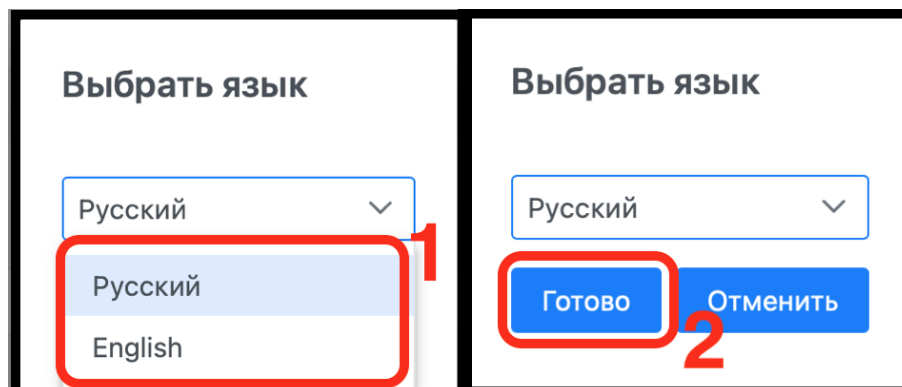 Выбрать язык
Русский
1
Русский
English
Выбрать язык
Русский
Готово
Отменить
2